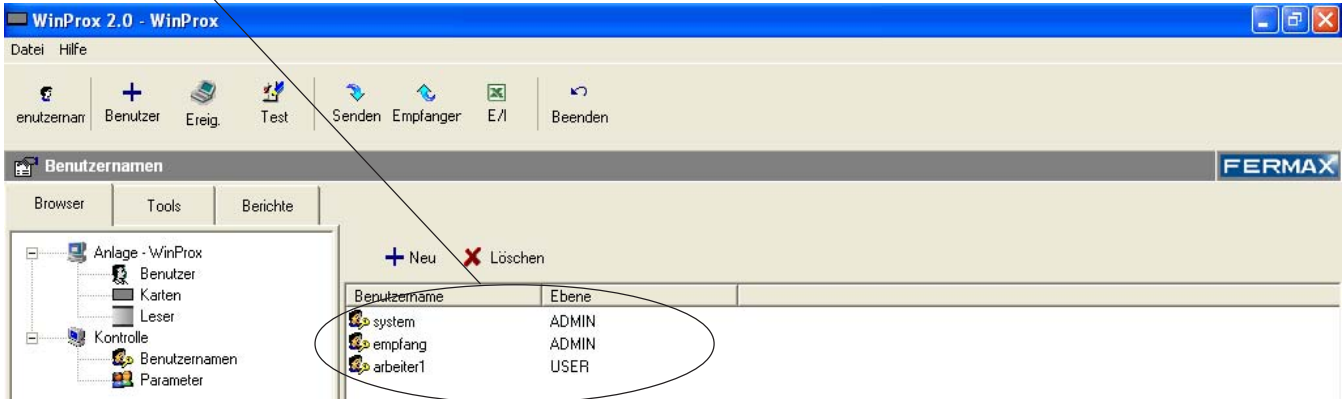 WinProx 2.0 - WinProx
Datei Hilfe
enutzernam Benutzer Ereig. Test Senden Empfanger E/I Beenden
Benutzernamen FERMAX
Browser Tools Berichte
Anlage - WinProx
Benutzer
Karten
Leser
Kontrolle
Benutzernamen
Parameter
Neu Löschen
Benutzername Ebene
system ADMIN
empfang ADMIN
arbeiter1 USER